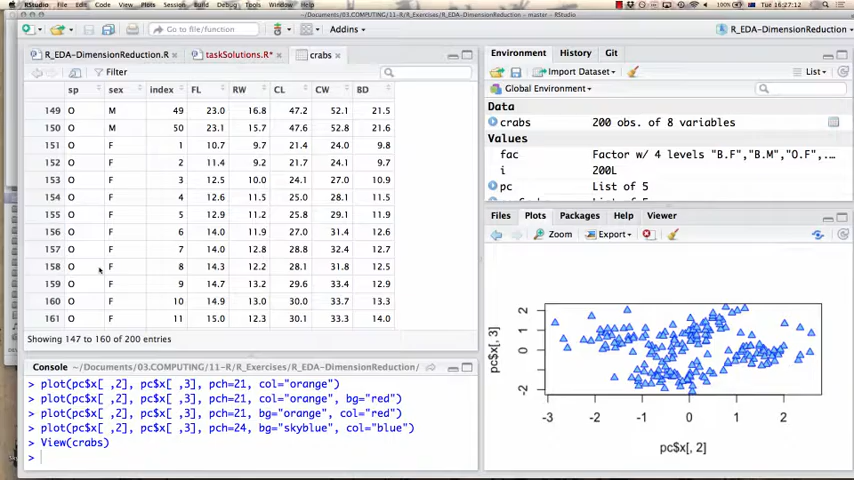 RStudio File Edit Code View Plots Session Build Debug Tools Window Help 100% Tue 16:27:12
~/Documents/03.COMPUTING/11-R/R_Exercises/R_EDA-DimensionReduction - master - RStudio
Go to file/function Addins R_EDA-DimensionReduction
R_EDA-DimensionReduction.R × taskSolutions.R* × crabs ×
Filter
sp sex index FL RW CL CW BD
149 O M 49 23.0 16.8 47.2 52.1 21.5
150 O M 50 23.1 15.7 47.6 52.8 21.6
151 O F 1 10.7 9.7 21.4 24.0 9.8
152 O F 2 11.4 9.2 21.7 24.1 9.7
153 O F 3 12.5 10.0 24.1 27.0 10.9
154 O F 4 12.6 11.5 25.0 28.1 11.5
155 O F 5 12.9 11.2 25.8 29.1 11.9
156 O F 6 14.0 11.9 27.0 31.4 12.6
157 O F 7 14.0 12.8 28.8 32.4 12.7
158 O F 8 14.3 12.2 28.1 31.8 12.5
159 O F 9 14.7 13.2 29.6 33.4 12.9
160 O F 10 14.9 13.0 30.0 33.7 13.3
161 O F 11 15.0 12.3 30.1 33.3 14.0
Showing 147 to 160 of 200 entries
Console ~/Documents/03.COMPUTING/11-R/R_Exercises/R_EDA-DimensionReduction/
> plot(pc$x[ ,2], pc$x[ ,3], pch=21, col="orange")
> plot(pc$x[ ,2], pc$x[ ,3], pch=21, col="orange", bg="red")
> plot(pc$x[ ,2], pc$x[ ,3], pch=21, bg="orange", col="red")
> plot(pc$x[ ,2], pc$x[ ,3], pch=24, bg="skyblue", col="blue")
> View(crabs)
>
Environment History Git
Import Dataset List
Global Environment
Data
crabs 200 obs. of 8 variables
Values
fac Factor w/ 4 levels "B.F","B.M","O.F",...
i 200L
pc List of 5
Files Plots Packages Help Viewer
Zoom Export
pc$x[, 3]
2
1
0
-2
-3 -2 -1 0 1 2
pc$x[, 2]